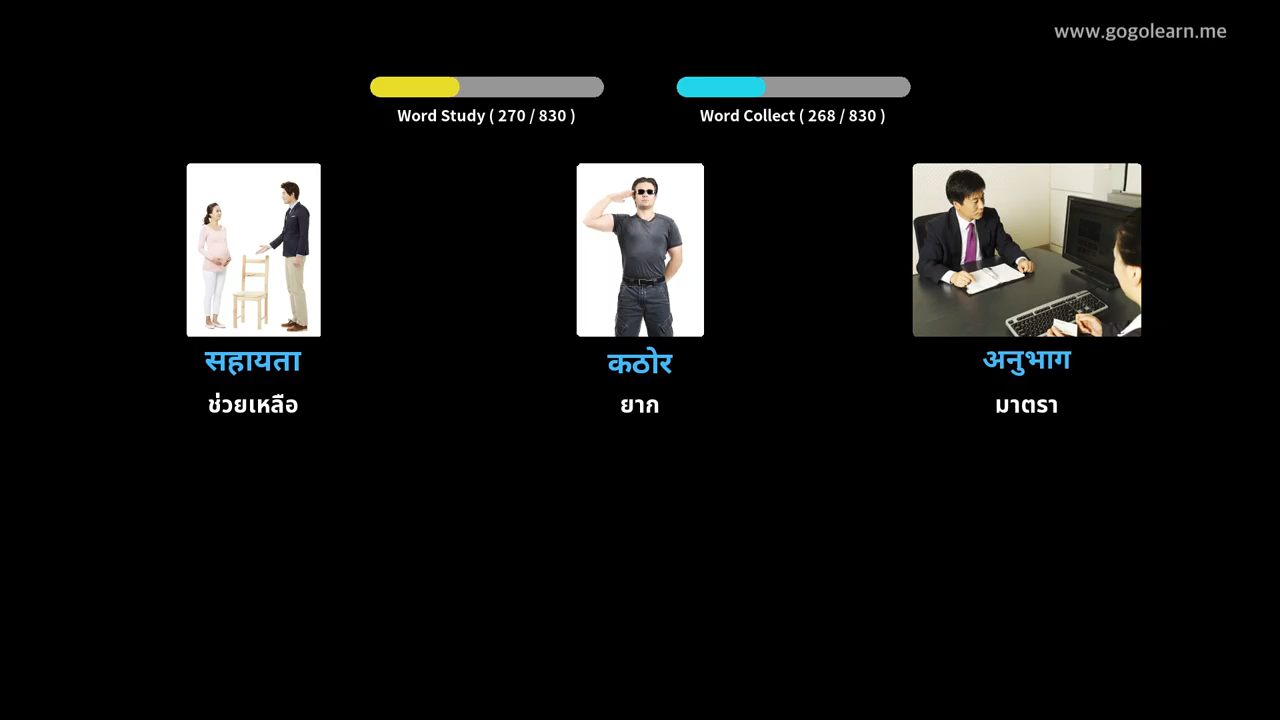 www.gogolearn.me
Word Study ( 270 / 830 )
Word Collect ( 268 / 830 )
सहायता
कठोर
अनुभाग
ช่วยเหลือ
ยาก
มาตรา